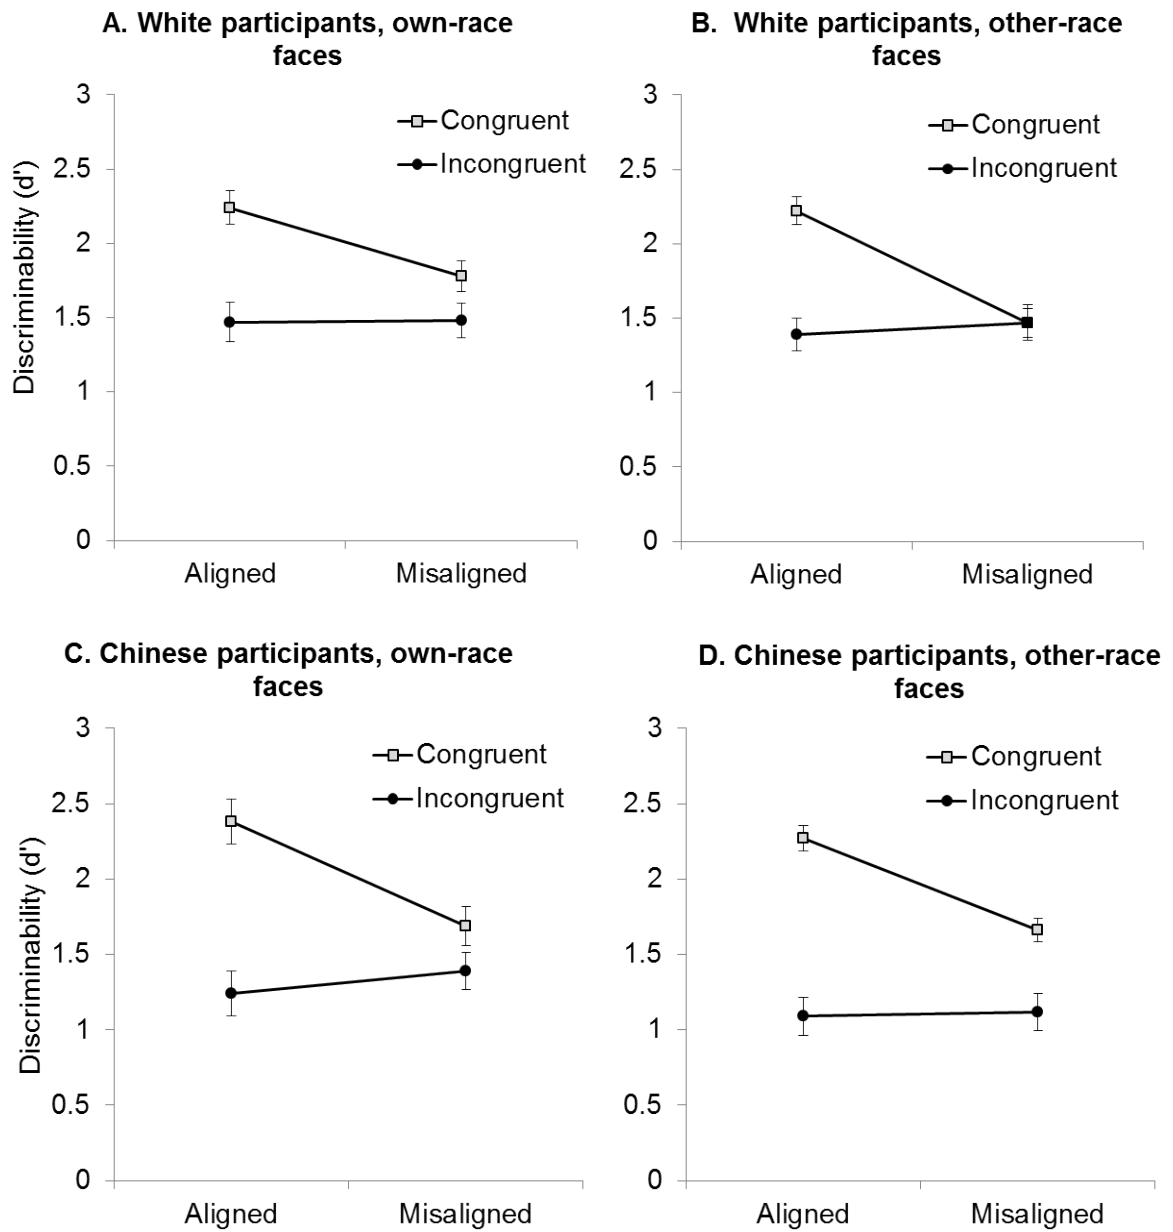 A. White participants, own-race
faces
3
2.5
2
1.5
1
0.5
0
Discriminability (d')
Congruent
Incongruent
Aligned
Misaligned
B. White participants, other-race
faces
3
2.5
2
1.5
1
0.5
0
Congruent
Incongruent
Aligned
Misaligned
C. Chinese participants, own-race
faces
3
2.5
2
1.5
1
0.5
0
Discriminability (d')
Congruent
Incongruent
Aligned
Misaligned
D. Chinese participants, other-race
faces
3
2.5
2
1.5
1
0.5
0
Congruent
Incongruent
Aligned
Misaligned